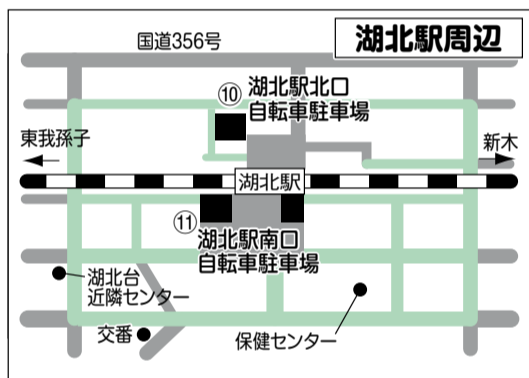 国道356号
湖北駅周辺
⑩
湖北駅北口
自転車駐車場
東我孫子
新木
湖北駅
⑪
湖北駅南口
自転車駐車場
湖北台
近隣センター
交番
保健センター